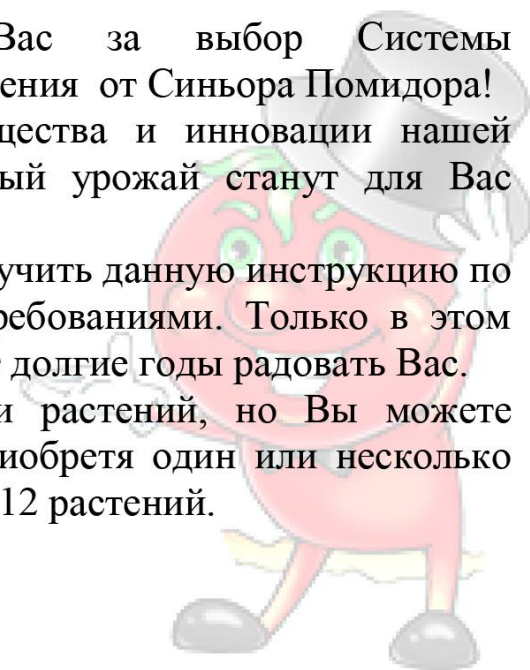 Вас за выбор Системы
ения от Синьора Помидора!
щества и инновации нашей
ый урожай станут для Вас
учить данную инструкцию по
ребованиями. Только в этом
долгие годы радовать Вас.
и растений, но Вы можете
иобретя один или несколько
12 растений.